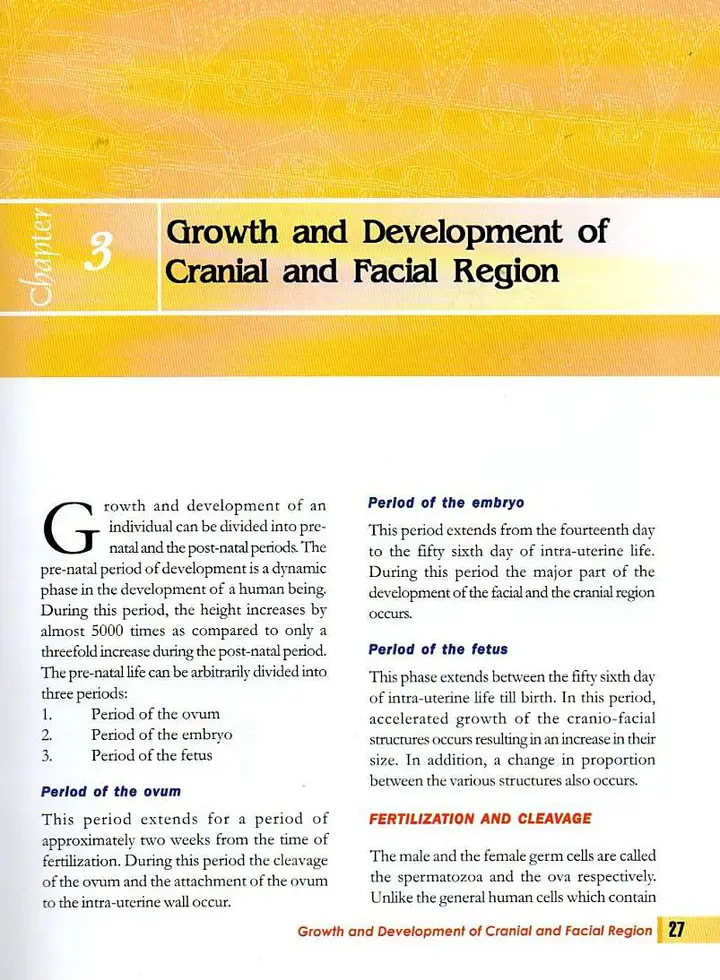 Chapter
3
Growth and Development of
Cranial and Facial Region
Growth and development of an
individual can be divided into pre-
natal and the post-natal periods. The
pre-natal period of development is a dynamic
phase in the development of a human being.
During this period, the height increases by
almost 5000 times as compared to only a
threefold increase during the post-natal period.
The pre-natal life can be arbitrarily divided into
three periods:
1. Period of the ovum
2. Period of the embryo
3. Period of the fetus
Period of the ovum
This period extends for a period of
approximately two weeks from the time of
fertilization. During this period the cleavage
of the ovum and the attachment of the ovum
to the intra-uterine wall occur.
Period of the embryo
This period extends from the fourteenth day
to the fifty sixth day of intra-uterine life.
During this period the major part of the
development of the facial and the cranial region
occurs.
Period of the fetus
This phase extends between the fifty sixth day
of intra-uterine life till birth. In this period,
accelerated growth of the cranio-facial
structures occurs resulting in an increase in their
size. In addition, a change in proportion
between the various structures also occurs.
FERTILIZATION AND CLEAVAGE
The male and the female germ cells are called
the spermatozoa and the ova respectively.
Unlike the general human cells which contain
Growth and Development of Cranial and Facial Region 27